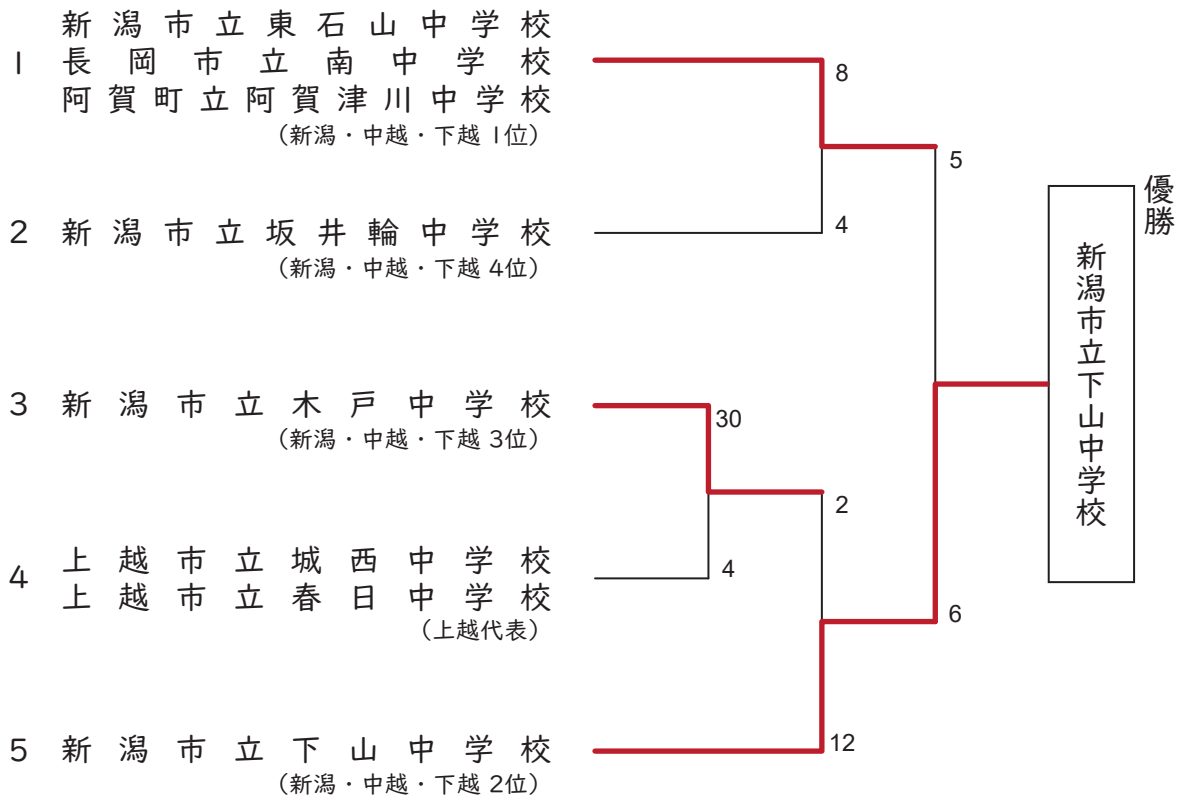 1
新潟市立東石山中学校
長岡市立南中学校
阿賀町立阿賀津川中学校
(新潟・中越・下越 1位)
2 新潟市立坂井輪中学校
(新潟・中越・下越 4位)
3 新潟市立木戸中学校
(新潟・中越・下越 3位)
4
上越市立城西中学校
上越市立春日中学校
(上越代表)
5 新潟市立下山中学校
(新潟・中越・下越 2位)
8
4
30
4
2
12
5
6
優勝
新潟市立下山中学校